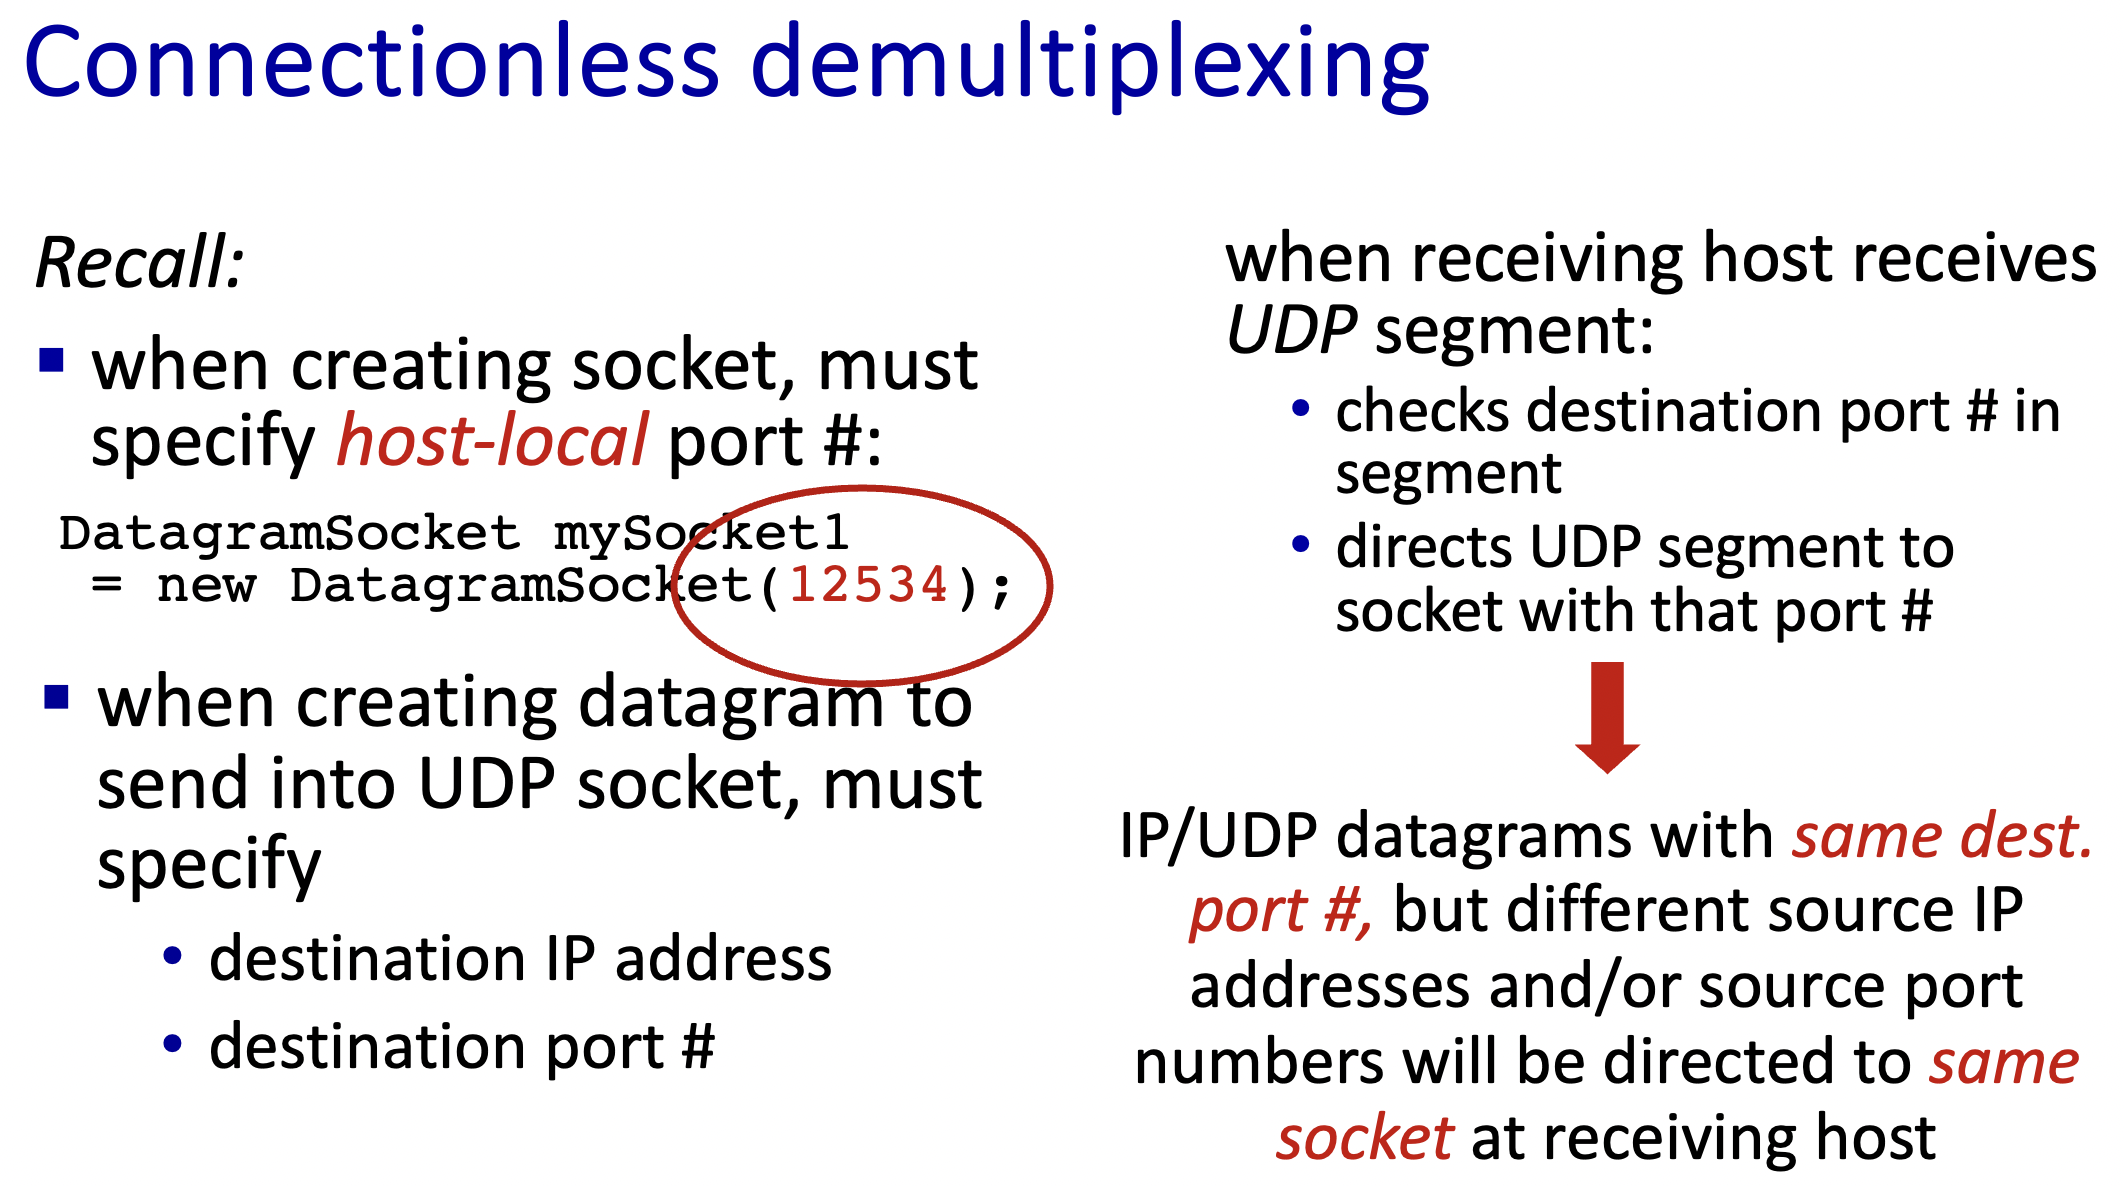 Connectionless demultiplexing
Recall:
when creating socket, must
specify host-local port #:
DatagramSocket mySocket1
= new DatagramSocket(12534);
when creating datagram to
send into UDP socket, must
specify
destination IP address
destination port #
when receiving host receives
UDP segment:
checks destination port # in
segment
directs UDP segment to
socket with that port #
IP/UDP datagrams with same dest.
port #, but different source IP
addresses and/or source port
numbers will be directed to same
socket at receiving host